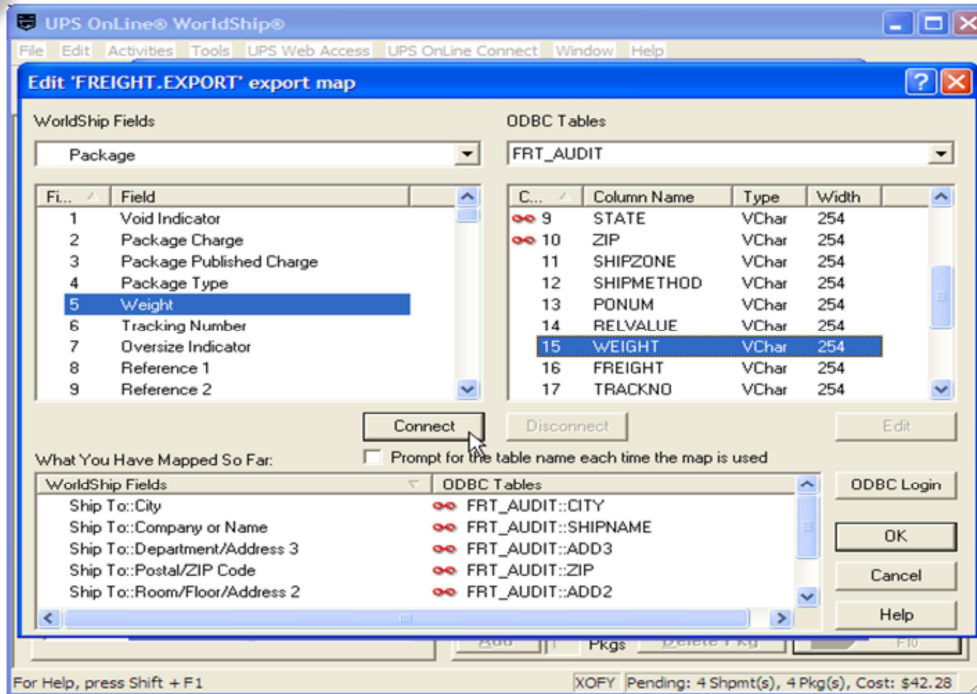 UPS OnLine® WorldShip®
File Edit Activities Tools UPS Web Access UPS OnLine Connect Window Help
Edit 'FREIGHT.EXPORT' export map
WorldShip Fields
ODBC Tables
Package
FRT_AUDIT
Fi... Field
1 Void Indicator
2 Package Charge
3 Package Published Charge
4 Package Type
5 Weight
6 Tracking Number
7 Oversize Indicator
8 Reference 1
9 Reference 2
C... Column Name Type Width
9 STATE VChar 254
10 ZIP VChar 254
11 SHIPZONE VChar 254
12 SHIPMETHOD VChar 254
13 PONUM VChar 254
14 RELVALUE VChar 254
15 WEIGHT VChar 254
16 FREIGHT VChar 254
17 TRACKNO VChar 254
Connect Disconnect Edit
What You Have Mapped So Far:
Prompt for the table name each time the map is used
WorldShip Fields ODBC Tables
Ship To::City FRT_AUDIT::CITY
Ship To::Company or Name FRT_AUDIT::SHIPNAME
Ship To::Department/Address 3 FRT_AUDIT::ADD3
Ship To::Postal/ZIP Code FRT_AUDIT::ZIP
Ship To::Room/Floor/Address 2 FRT_AUDIT::ADD2
ODBC Login
OK
Cancel
Help
Add Pkgs Delete Pkg F10
For Help, press Shift + F1
XOFY Pending: 4 Shpmt(s), 4 Pkg(s), Cost: $42.28